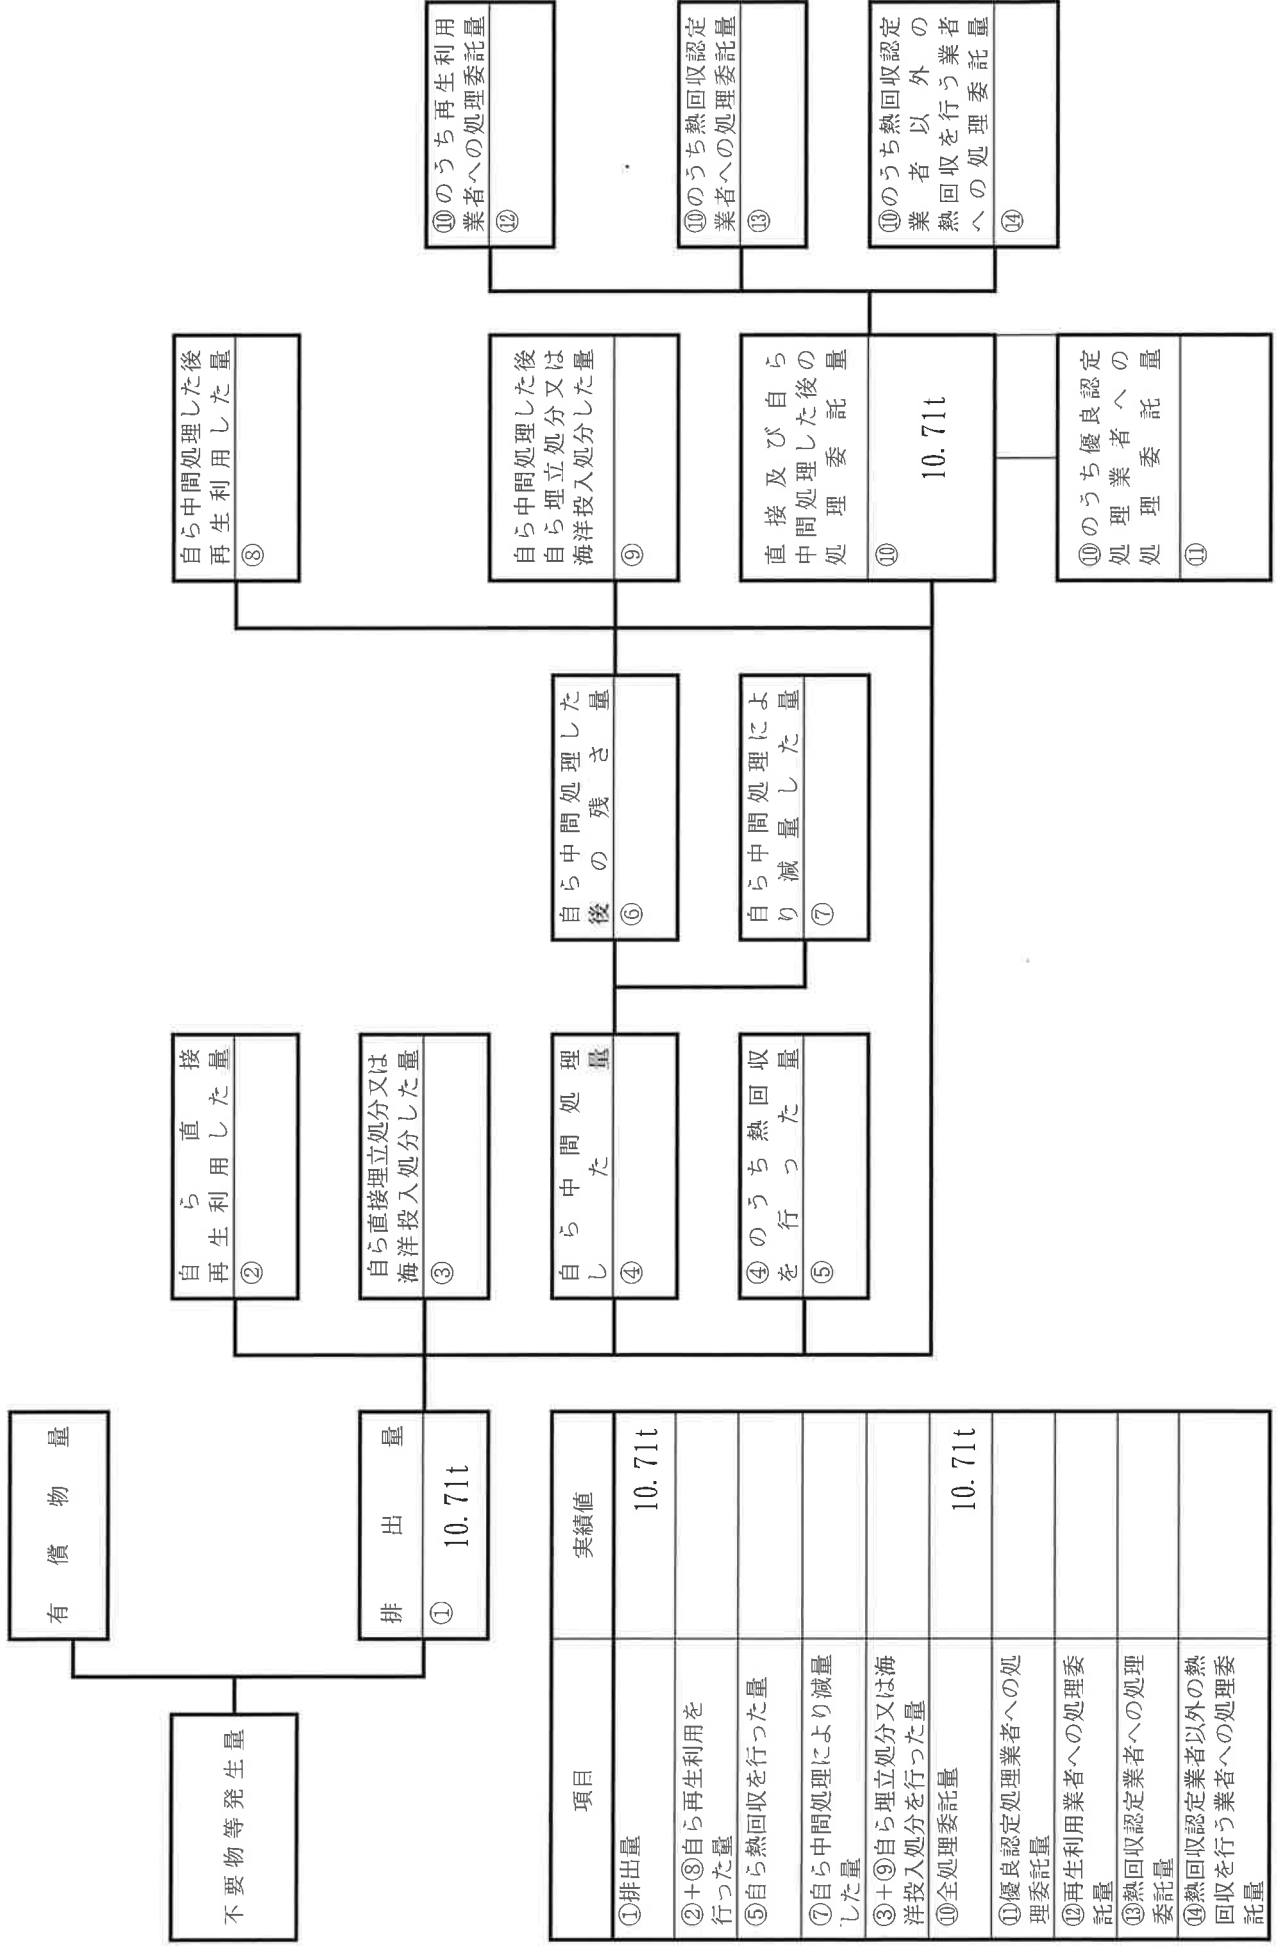 不要物等発生量
有償物量
排出量
① 10.71t
自ら直接
再生利用した量
②
自ら直接埋立処分又は
海洋投入処分した量
③
自ら中間処理
した量
④
④のうち熱回収
を行った量
⑤
自ら中間処理した
後の残さ量
⑥
自ら中間処理によ
り減量した量
⑦
自ら中間処理した後
再生利用した量
⑧
自ら中間処理した後
自ら埋立処分又は
海洋投入処分した量
⑨
直接及び自ら
中間処理した後の
処理委託量
⑩ 10.71t
⑩のうち優良認定
処理業者への
処理委託量
⑪
⑩のうち再生利用
業者への処理委託量
⑫
⑩のうち熱回収認定
業者への処理委託量
⑬
⑩のうち熱回収認定
業者以外の
熱回収を行う業者
への処理委託量
⑭
項目 実績値
①排出量 10.71t
②+⑧自ら再生利用を
行った量
⑤自ら熱回収を行った量
⑦自ら中間処理により減量
した量
③+⑨自ら埋立処分又は海
洋投入処分を行った量
⑩全処理委託量 10.71t
⑪優良認定処理業者への処
理委託量
⑫再生利用業者への処理委
託量
⑬熱回収認定業者への処理
委託量
⑭熱回収認定業者以外の熱
回収を行う業者への処理委
託量